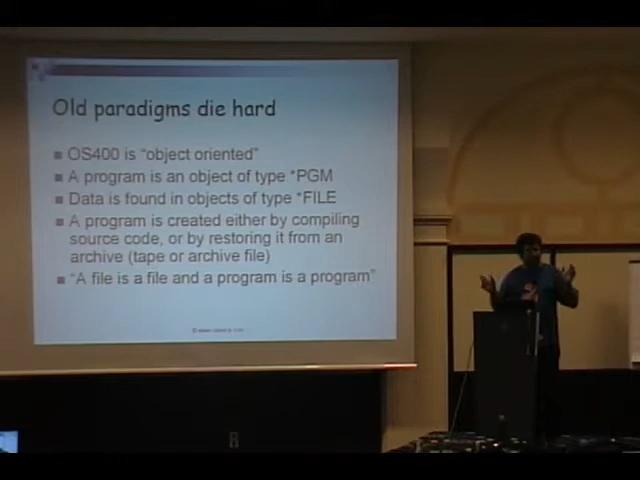 Old paradigms die hard
OS400 is “object oriented”
A program is an object of type *PGM
Data is found in objects of type *FILE
A program is created either by compiling
source code, or by restoring it from an
archive (tape or archive file)
“A file is a file and a program is a program”